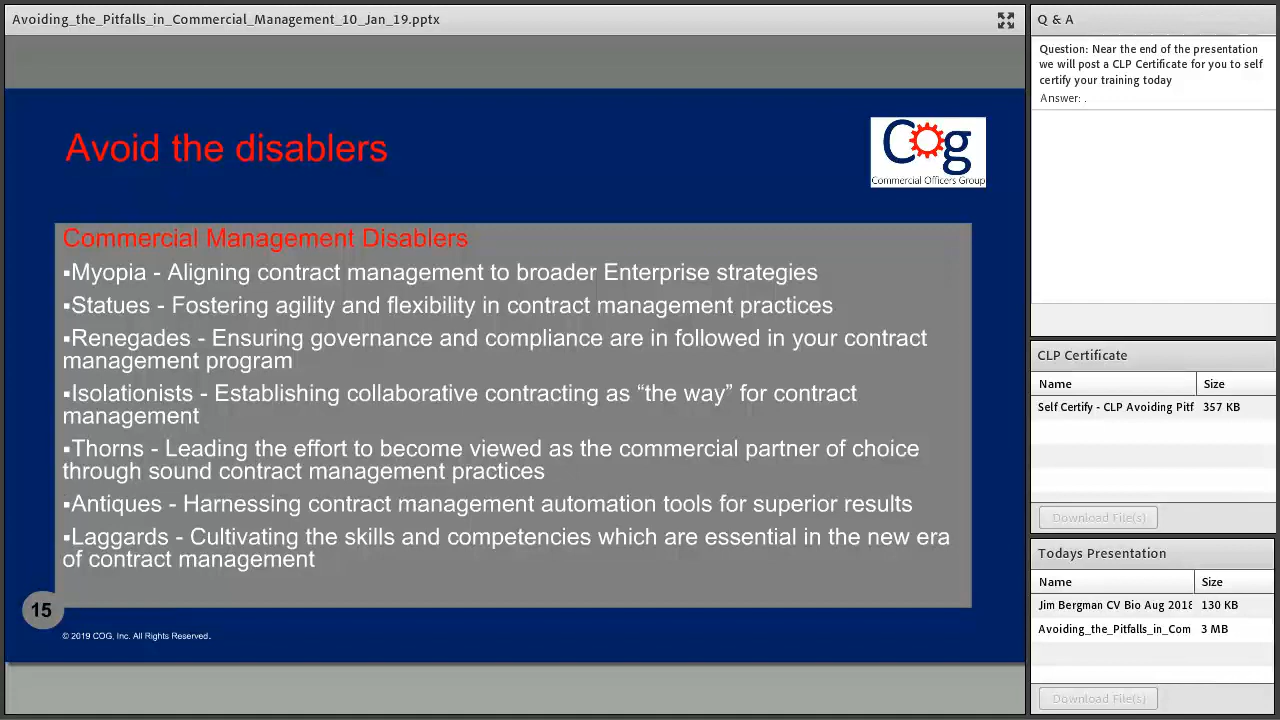 Avoiding_the_Pitfalls_in_Commercial_Management_10_Jan_19.pptx
Avoid the disablers
Cog
Commercial Officers Group
Commercial Management Disablers
▪Myopia - Aligning contract management to broader Enterprise strategies
▪Statues - Fostering agility and flexibility in contract management practices
▪Renegades - Ensuring governance and compliance are in followed in your contract
management program
▪Isolationists - Establishing collaborative contracting as “the way” for contract
management
▪Thorns - Leading the effort to become viewed as the commercial partner of choice
through sound contract management practices
▪Antiques - Harnessing contract management automation tools for superior results
▪Laggards - Cultivating the skills and competencies which are essential in the new era
of contract management
15
© 2019 COG, Inc. All Rights Reserved.
Q & A
Question: Near the end of the presentation
we will post a CLP Certificate for you to self
certify your training today
Answer: .
CLP Certificate
Name Size
Self Certify - CLP Avoiding Pitf 357 KB
Download File(s)
Todays Presentation
Name Size
Jim Bergman CV Bio Aug 2018 130 KB
Avoiding_the_Pitfalls_in_Com 3 MB
Download File(s)